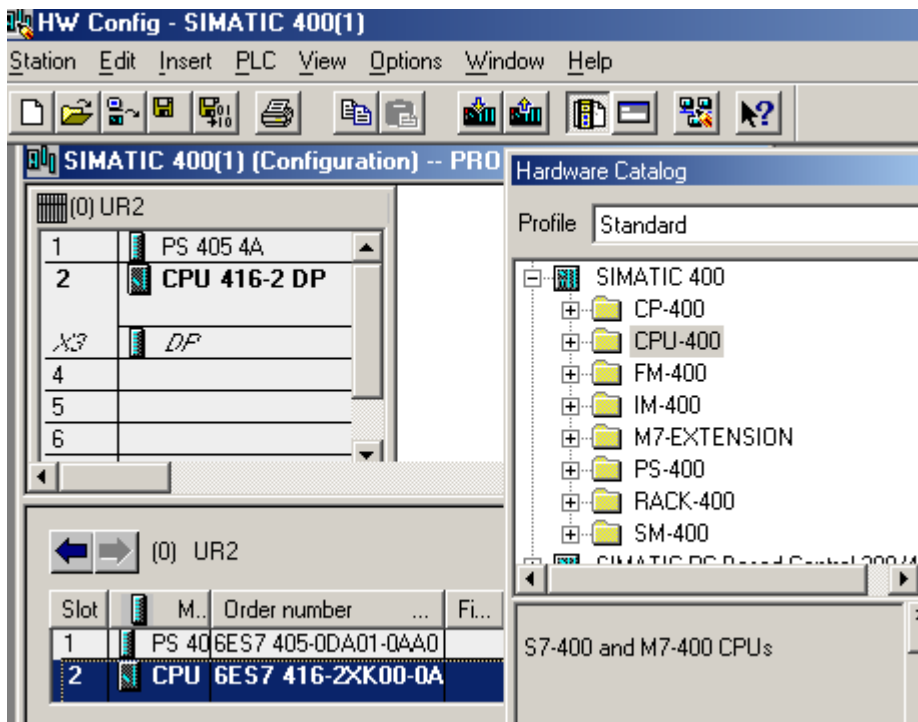 HW Config - SIMATIC 400(1)
Station Edit Insert PLC View Options Window Help
SIMATIC 400(1) (Configuration) -- PRO
(0) UR2
1 PS 405 4A
2 CPU 416-2 DP
X3 DP
4
5
6
Hardware Catalog
Profile Standard
SIMATIC 400
CP-400
CPU-400
FM-400
IM-400
M7-EXTENSION
PS-400
RACK-400
SM-400
(0) UR2
Slot M... Order number ... Fi...
1 PS 40 6ES7 405-0DA01-0AA0
2 CPU 6ES7 416-2XK00-0A
S7-400 and M7-400 CPUs